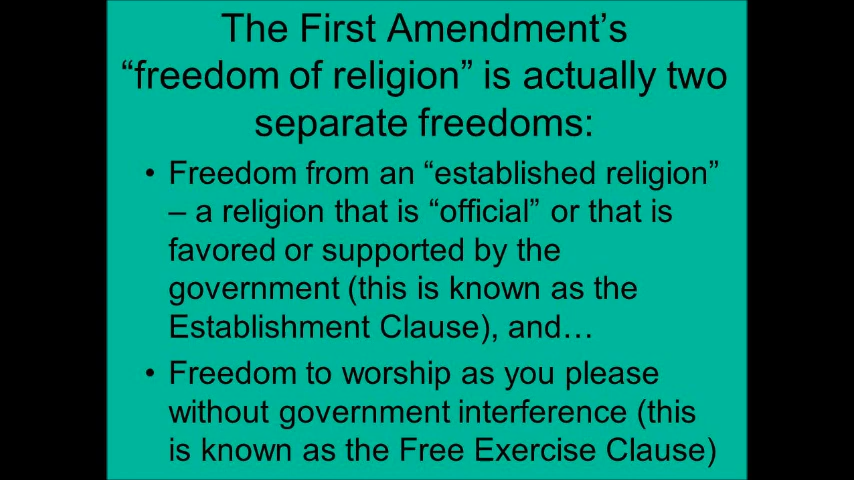 The First Amendment’s
“freedom of religion” is actually two
separate freedoms:
• Freedom from an “established religion”
– a religion that is “official” or that is
favored or supported by the
government (this is known as the
Establishment Clause), and…
• Freedom to worship as you please
without government interference (this
is known as the Free Exercise Clause)